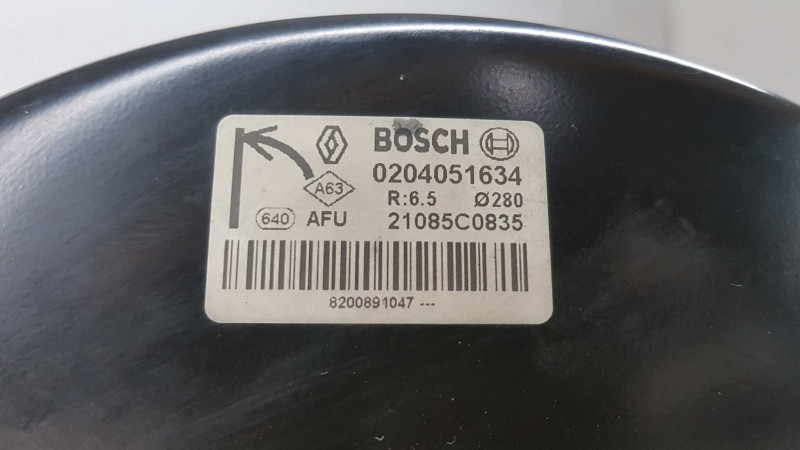 BOSCH
0204051634
A63
R:6.5 Ø280
640 AFU 21085C0835
8200891047 ---